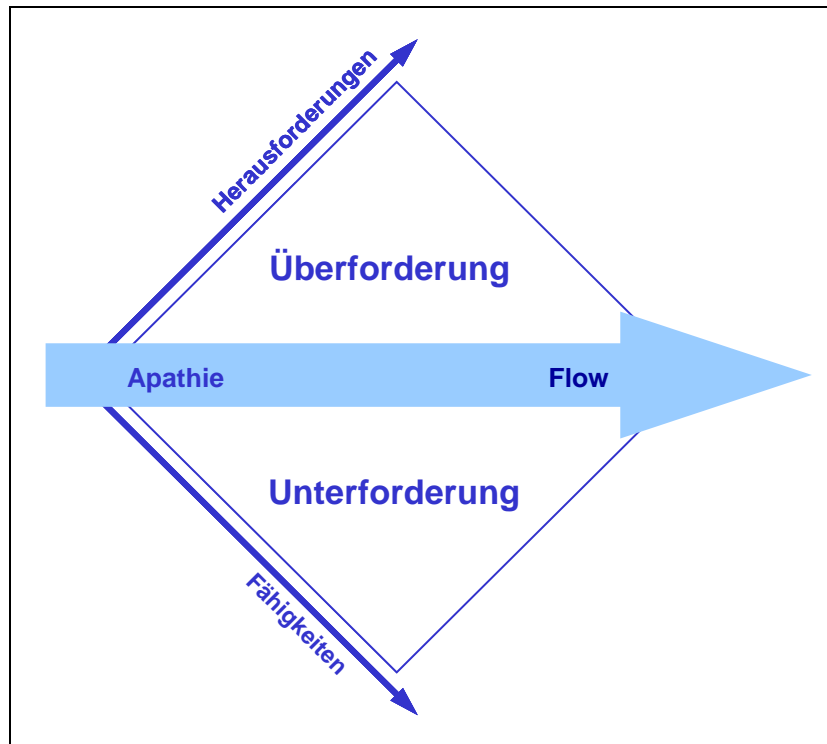 Herausforderungen
Überforderung
Apathie
Flow
Unterforderung
Fähigkeiten